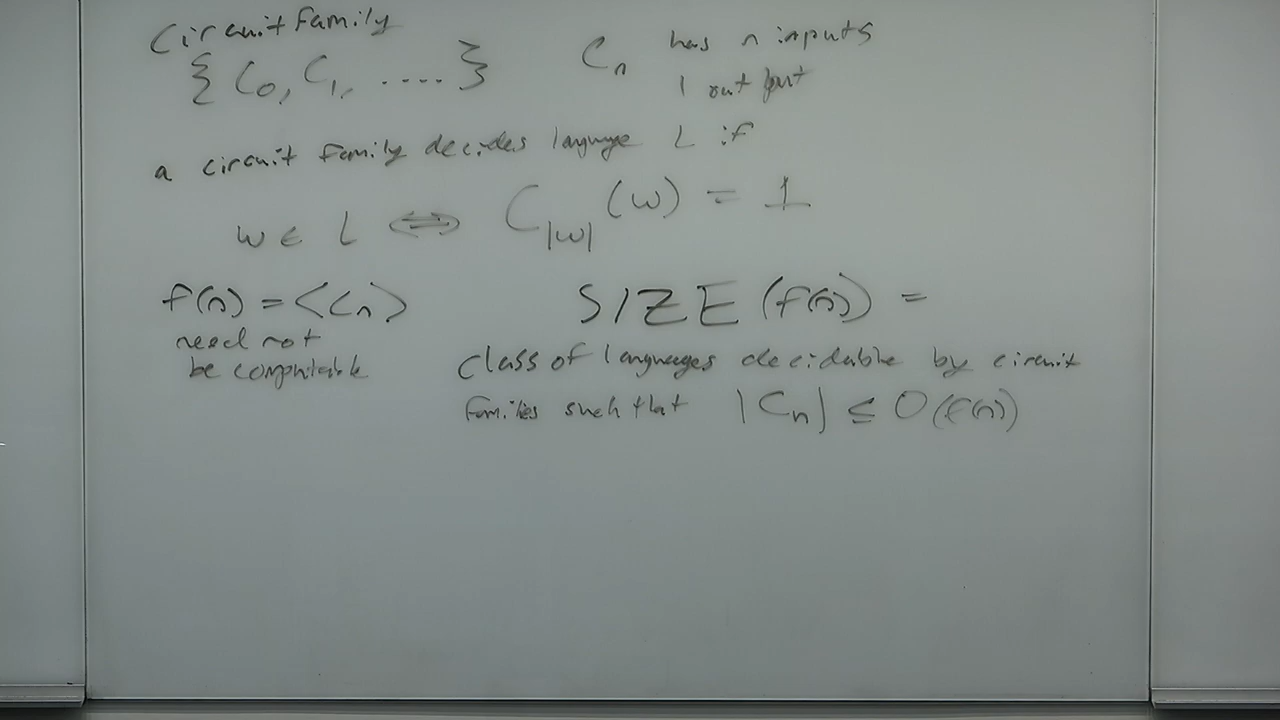 Circuit Family
{ C₀, C₁, .... } Cₙ has n inputs
1 output
a circuit family decides language L if
w ∈ L ⟺ C_|w| (w) = 1
f(n) = <Cₙ> SIZE (f(n)) =
need not
be computable
class of languages decidable by circuit
families such that |Cₙ| ≤ O(f(n))